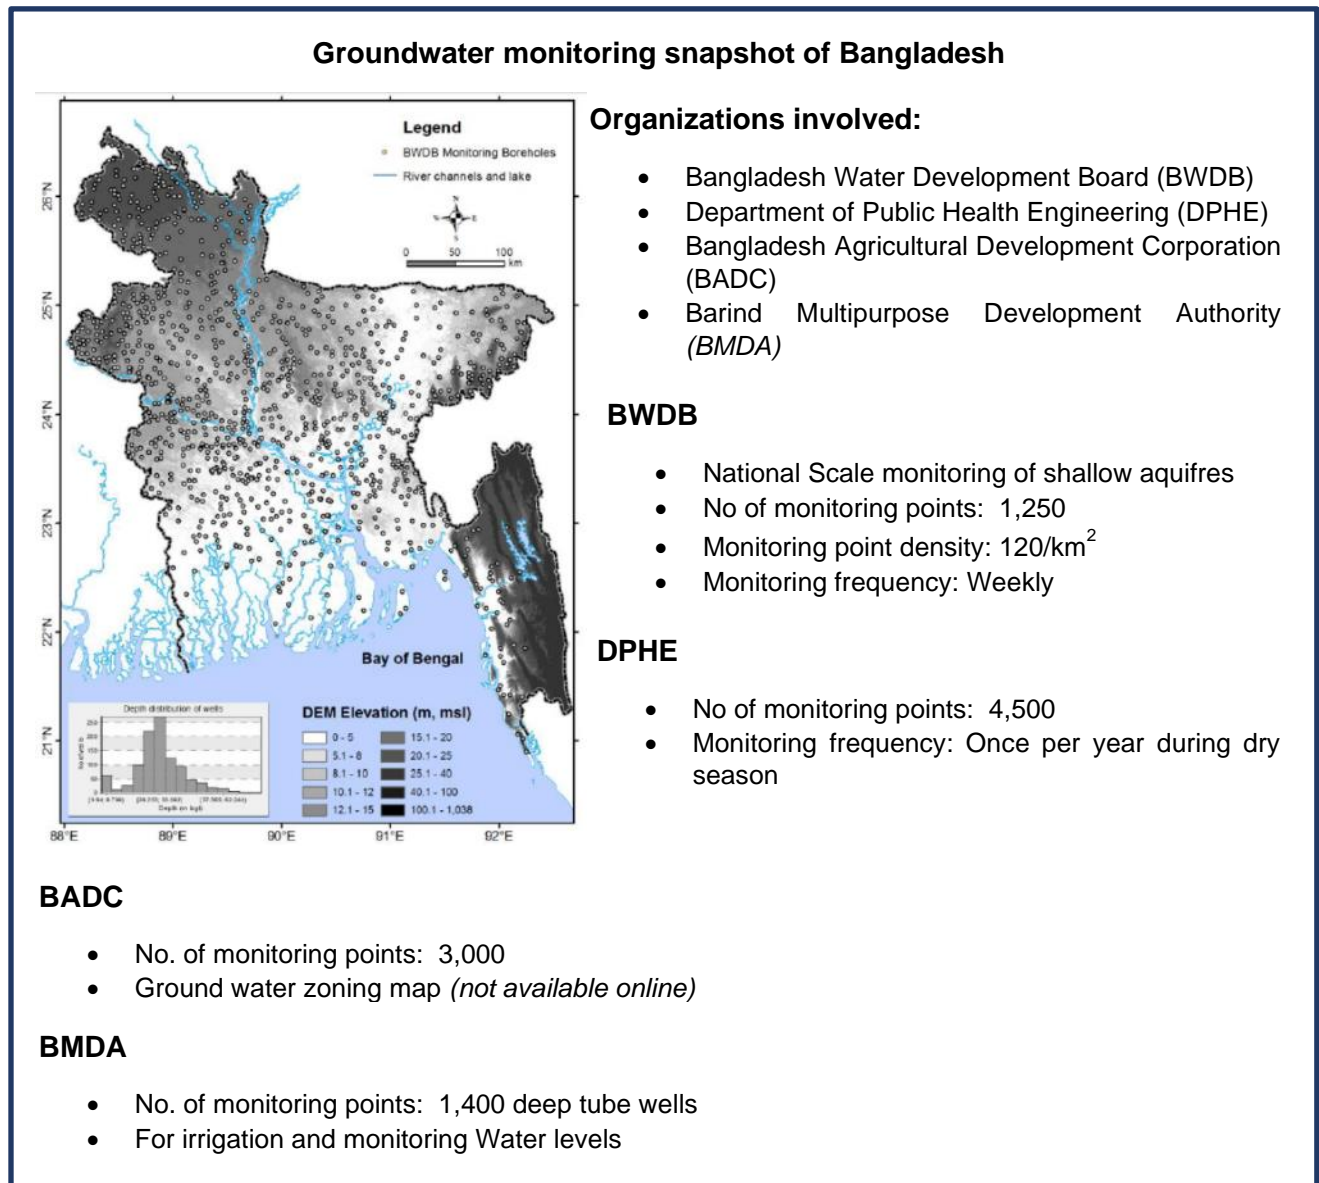 Groundwater monitoring snapshot of Bangladesh
Legend
BWDB Monitoring Boreholes
River channels and lake
N
W
E
S
0 50 100
km
26°N
25°N
24°N
23°N
22°N
21°N
Bay of Bengal
Depth distribution of wells
250
200
150
100
50
0
DEM Elevation (m, msl)
0 - 5
5.1 - 8
8.1 - 10
10.1 - 12
12.1 - 15
15.1 - 20
20.1 - 25
25.1 - 40
40.1 - 100
100.1 - 1,038
88°E 89°E 90°E 91°E 92°E
Organizations involved:
• Bangladesh Water Development Board (BWDB)
• Department of Public Health Engineering (DPHE)
• Bangladesh Agricultural Development Corporation
(BADC)
• Barind Multipurpose Development Authority
(BMDA)
BWDB
• National Scale monitoring of shallow aquifres
• No of monitoring points: 1,250
• Monitoring point density: 120/km²
• Monitoring frequency: Weekly
DPHE
• No of monitoring points: 4,500
• Monitoring frequency: Once per year during dry
season
BADC
• No. of monitoring points: 3,000
• Ground water zoning map (not available online)
BMDA
• No. of monitoring points: 1,400 deep tube wells
• For irrigation and monitoring Water levels